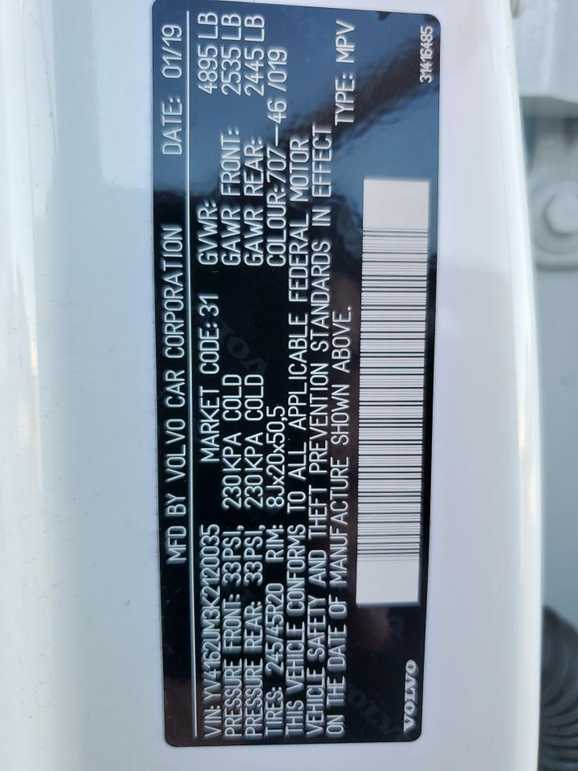 MFD BY VOLVO CAR CORPORATION DATE: 01/19
VIN: YV4162UM3K2120035 MARKET CODE: 31 GVWR: 4895 LB
PRESSURE FRONT: 33PSI, 230KPA COLD GAWR FRONT: 2535 LB
PRESSURE REAR: 33PSI, 230KPA COLD GAWR REAR: 2445 LB
TIRES: 245/45R20 RIM: 8Jx20x50,5 COLOUR: 707-46 /019
THIS VEHICLE CONFORMS TO ALL APPLICABLE FEDERAL MOTOR
VEHICLE SAFETY AND THEFT PREVENTION STANDARDS IN EFFECT
ON THE DATE OF MANUFACTURE SHOWN ABOVE. TYPE: MPV
VOLVO 31416485